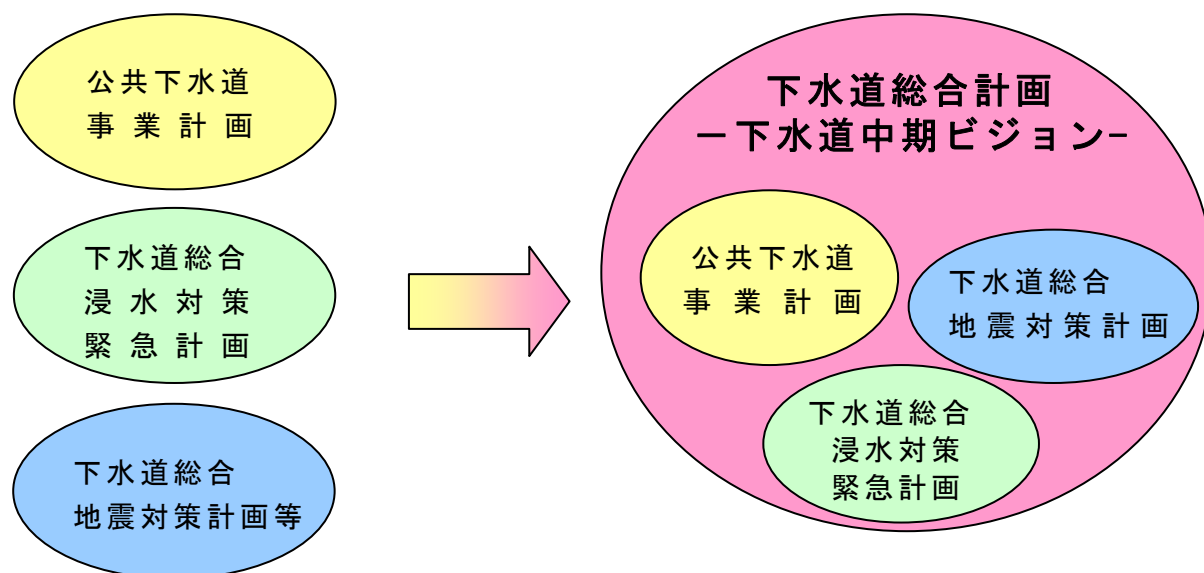 公共下水道
事業計画
下水道総合
浸水対策
緊急計画
下水道総合
地震対策計画等
下水道総合計画
－下水道中期ビジョン－
公共下水道
事業計画
下水道総合
地震対策計画
下水道総合
浸水対策
緊急計画